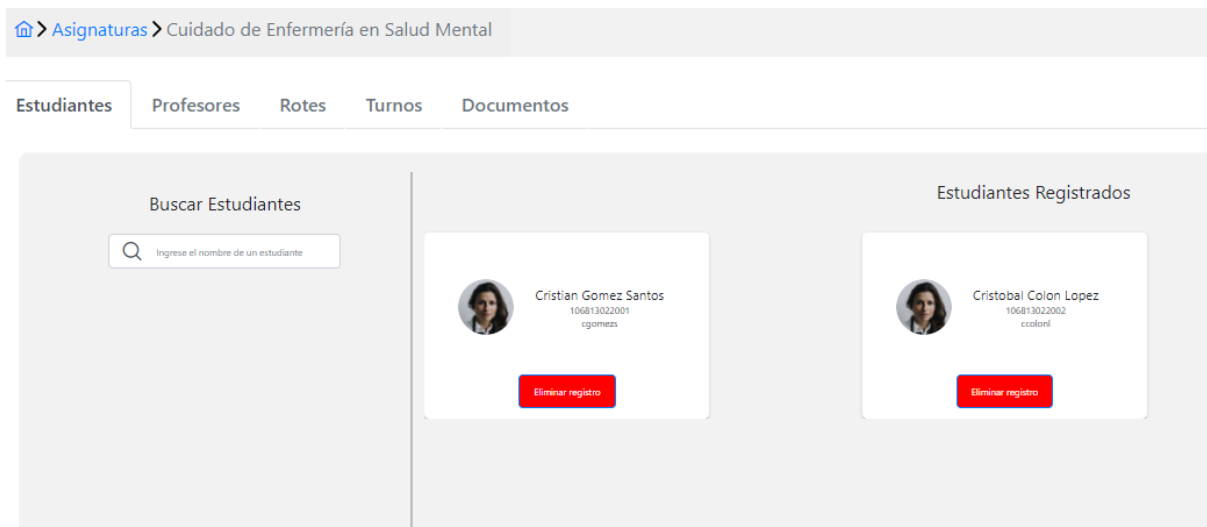 Asignaturas Cuidado de Enfermería en Salud Mental
Estudiantes Profesores Rotes Turnos Documentos
Buscar Estudiantes
Ingrese el nombre de un estudiante
Estudiantes Registrados
Cristian Gomez Santos
106813022001
cgomezs
Eliminar registro
Cristobal Colon Lopez
106813022002
ccolonl
Eliminar registro